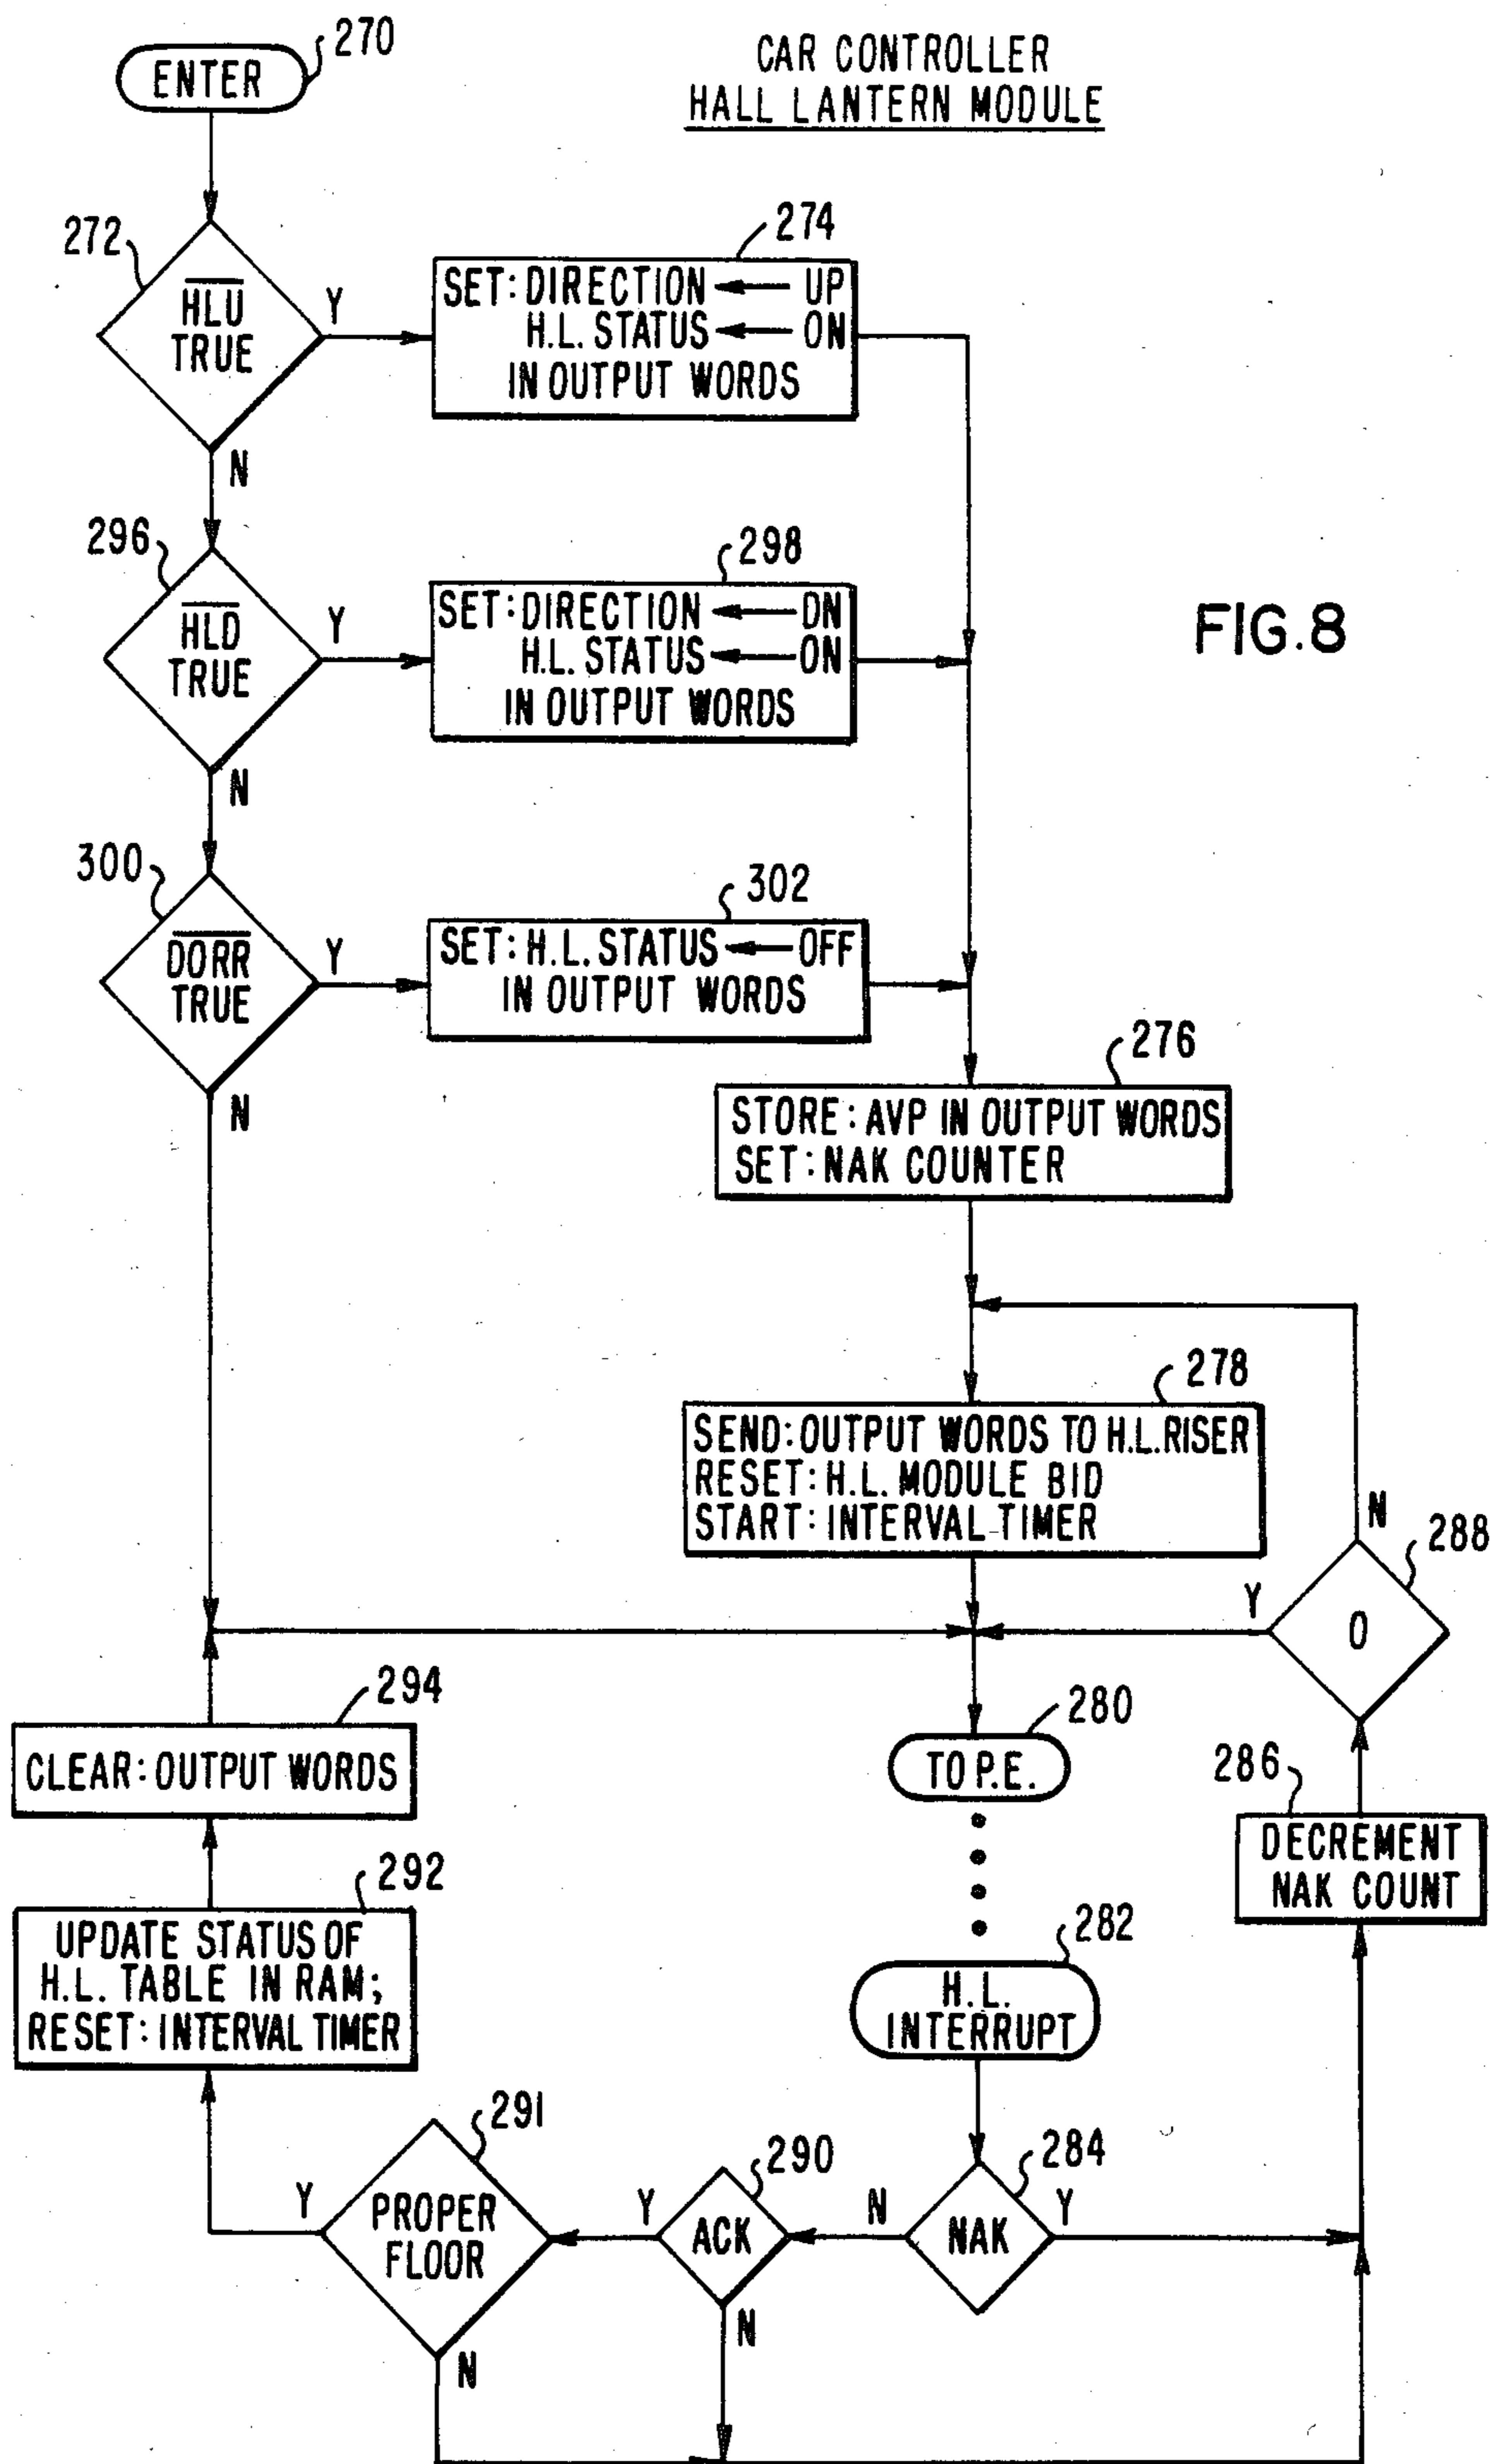 CAR CONTROLLER
HALL LANTERN MODULE
ENTER
270
272
HLU
TRUE
Y
N
274
SET: DIRECTION ← UP
H.L. STATUS ← ON
IN OUTPUT WORDS
296
HLD
TRUE
Y
N
298
SET: DIRECTION ← DN
H.L. STATUS ← ON
IN OUTPUT WORDS
FIG. 8
300
DORR
TRUE
Y
N
302
SET: H.L. STATUS ← OFF
IN OUTPUT WORDS
276
STORE: AVP IN OUTPUT WORDS
SET: NAK COUNTER
278
SEND: OUTPUT WORDS TO H.L. RISER
RESET: H.L. MODULE BID
START: INTERVAL TIMER
N
288
Y
0
294
CLEAR: OUTPUT WORDS
280
TO P.E.
286
DECREMENT
NAK COUNT
292
UPDATE STATUS OF
H.L. TABLE IN RAM;
RESET: INTERVAL TIMER
282
H.L.
INTERRUPT
291
Y
PROPER
FLOOR
N
290
Y
ACK
N
284
N
NAK
Y